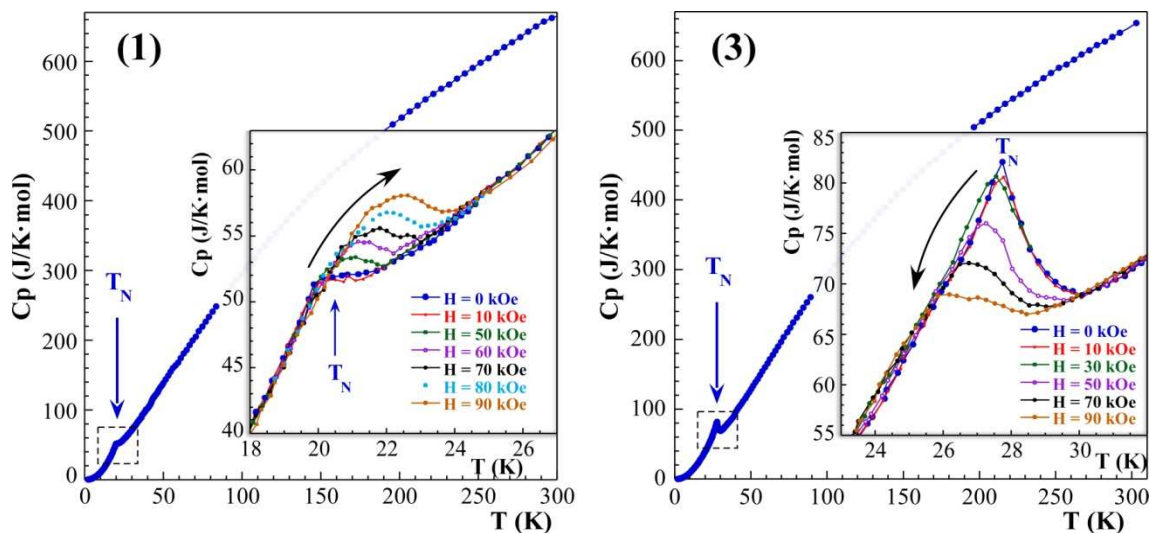 (1)
Cp (J/K·mol)
600
500
400
300
200
100
0
T_N
Cp (J/K·mol)
60
55
50
45
40
H = 0 kOe
H = 10 kOe
H = 50 kOe
H = 60 kOe
H = 70 kOe
H = 80 kOe
H = 90 kOe
T_N
18 20 22 24 26
T (K)
0 50 100 150 200 250 300
T (K)
(3)
Cp (J/K·mol)
600
500
400
300
200
100
0
T_N
Cp (J/K·mol)
85
80
75
70
65
60
55
T_N
H = 0 kOe
H = 10 kOe
H = 30 kOe
H = 50 kOe
H = 70 kOe
H = 90 kOe
24 26 28 30
T (K)
0 50 100 150 200 250 300
T (K)